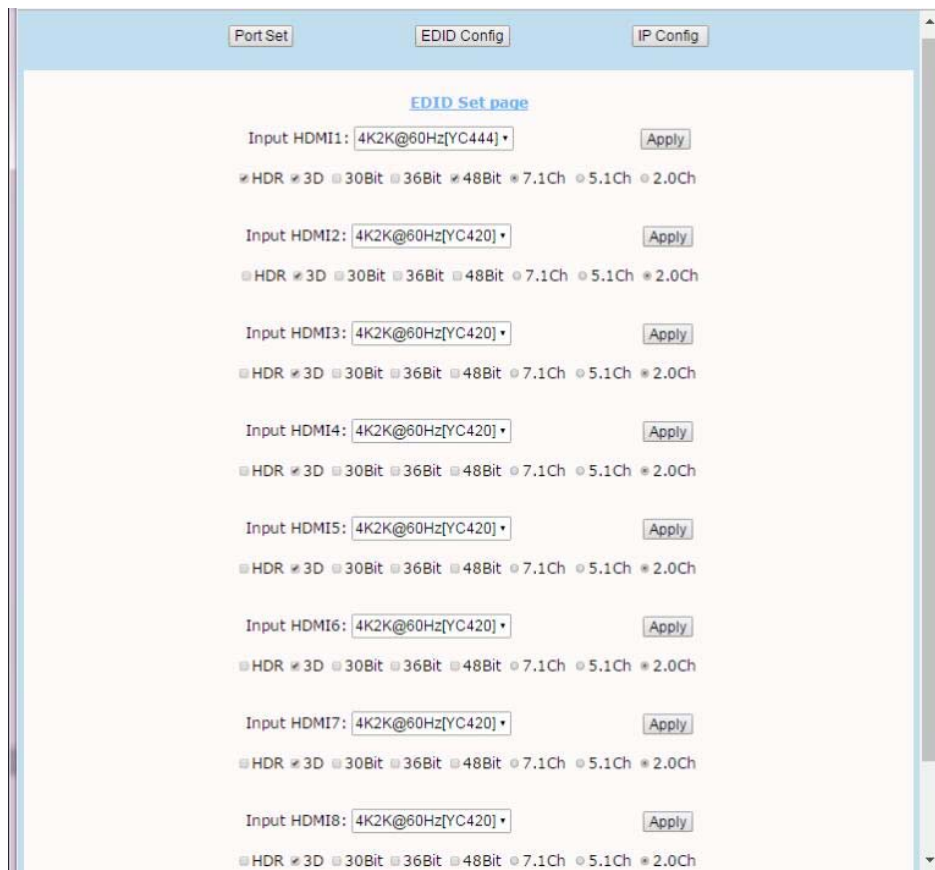 Port Set EDID Config IP Config
EDID Set page
Input HDMI1: 4K2K@60Hz[YC444] Apply
HDR 3D 30Bit 36Bit 48Bit 7.1Ch 5.1Ch 2.0Ch
Input HDMI2: 4K2K@60Hz[YC420] Apply
HDR 3D 30Bit 36Bit 48Bit 7.1Ch 5.1Ch 2.0Ch
Input HDMI3: 4K2K@60Hz[YC420] Apply
HDR 3D 30Bit 36Bit 48Bit 7.1Ch 5.1Ch 2.0Ch
Input HDMI4: 4K2K@60Hz[YC420] Apply
HDR 3D 30Bit 36Bit 48Bit 7.1Ch 5.1Ch 2.0Ch
Input HDMI5: 4K2K@60Hz[YC420] Apply
HDR 3D 30Bit 36Bit 48Bit 7.1Ch 5.1Ch 2.0Ch
Input HDMI6: 4K2K@60Hz[YC420] Apply
HDR 3D 30Bit 36Bit 48Bit 7.1Ch 5.1Ch 2.0Ch
Input HDMI7: 4K2K@60Hz[YC420] Apply
HDR 3D 30Bit 36Bit 48Bit 7.1Ch 5.1Ch 2.0Ch
Input HDMI8: 4K2K@60Hz[YC420] Apply
HDR 3D 30Bit 36Bit 48Bit 7.1Ch 5.1Ch 2.0Ch